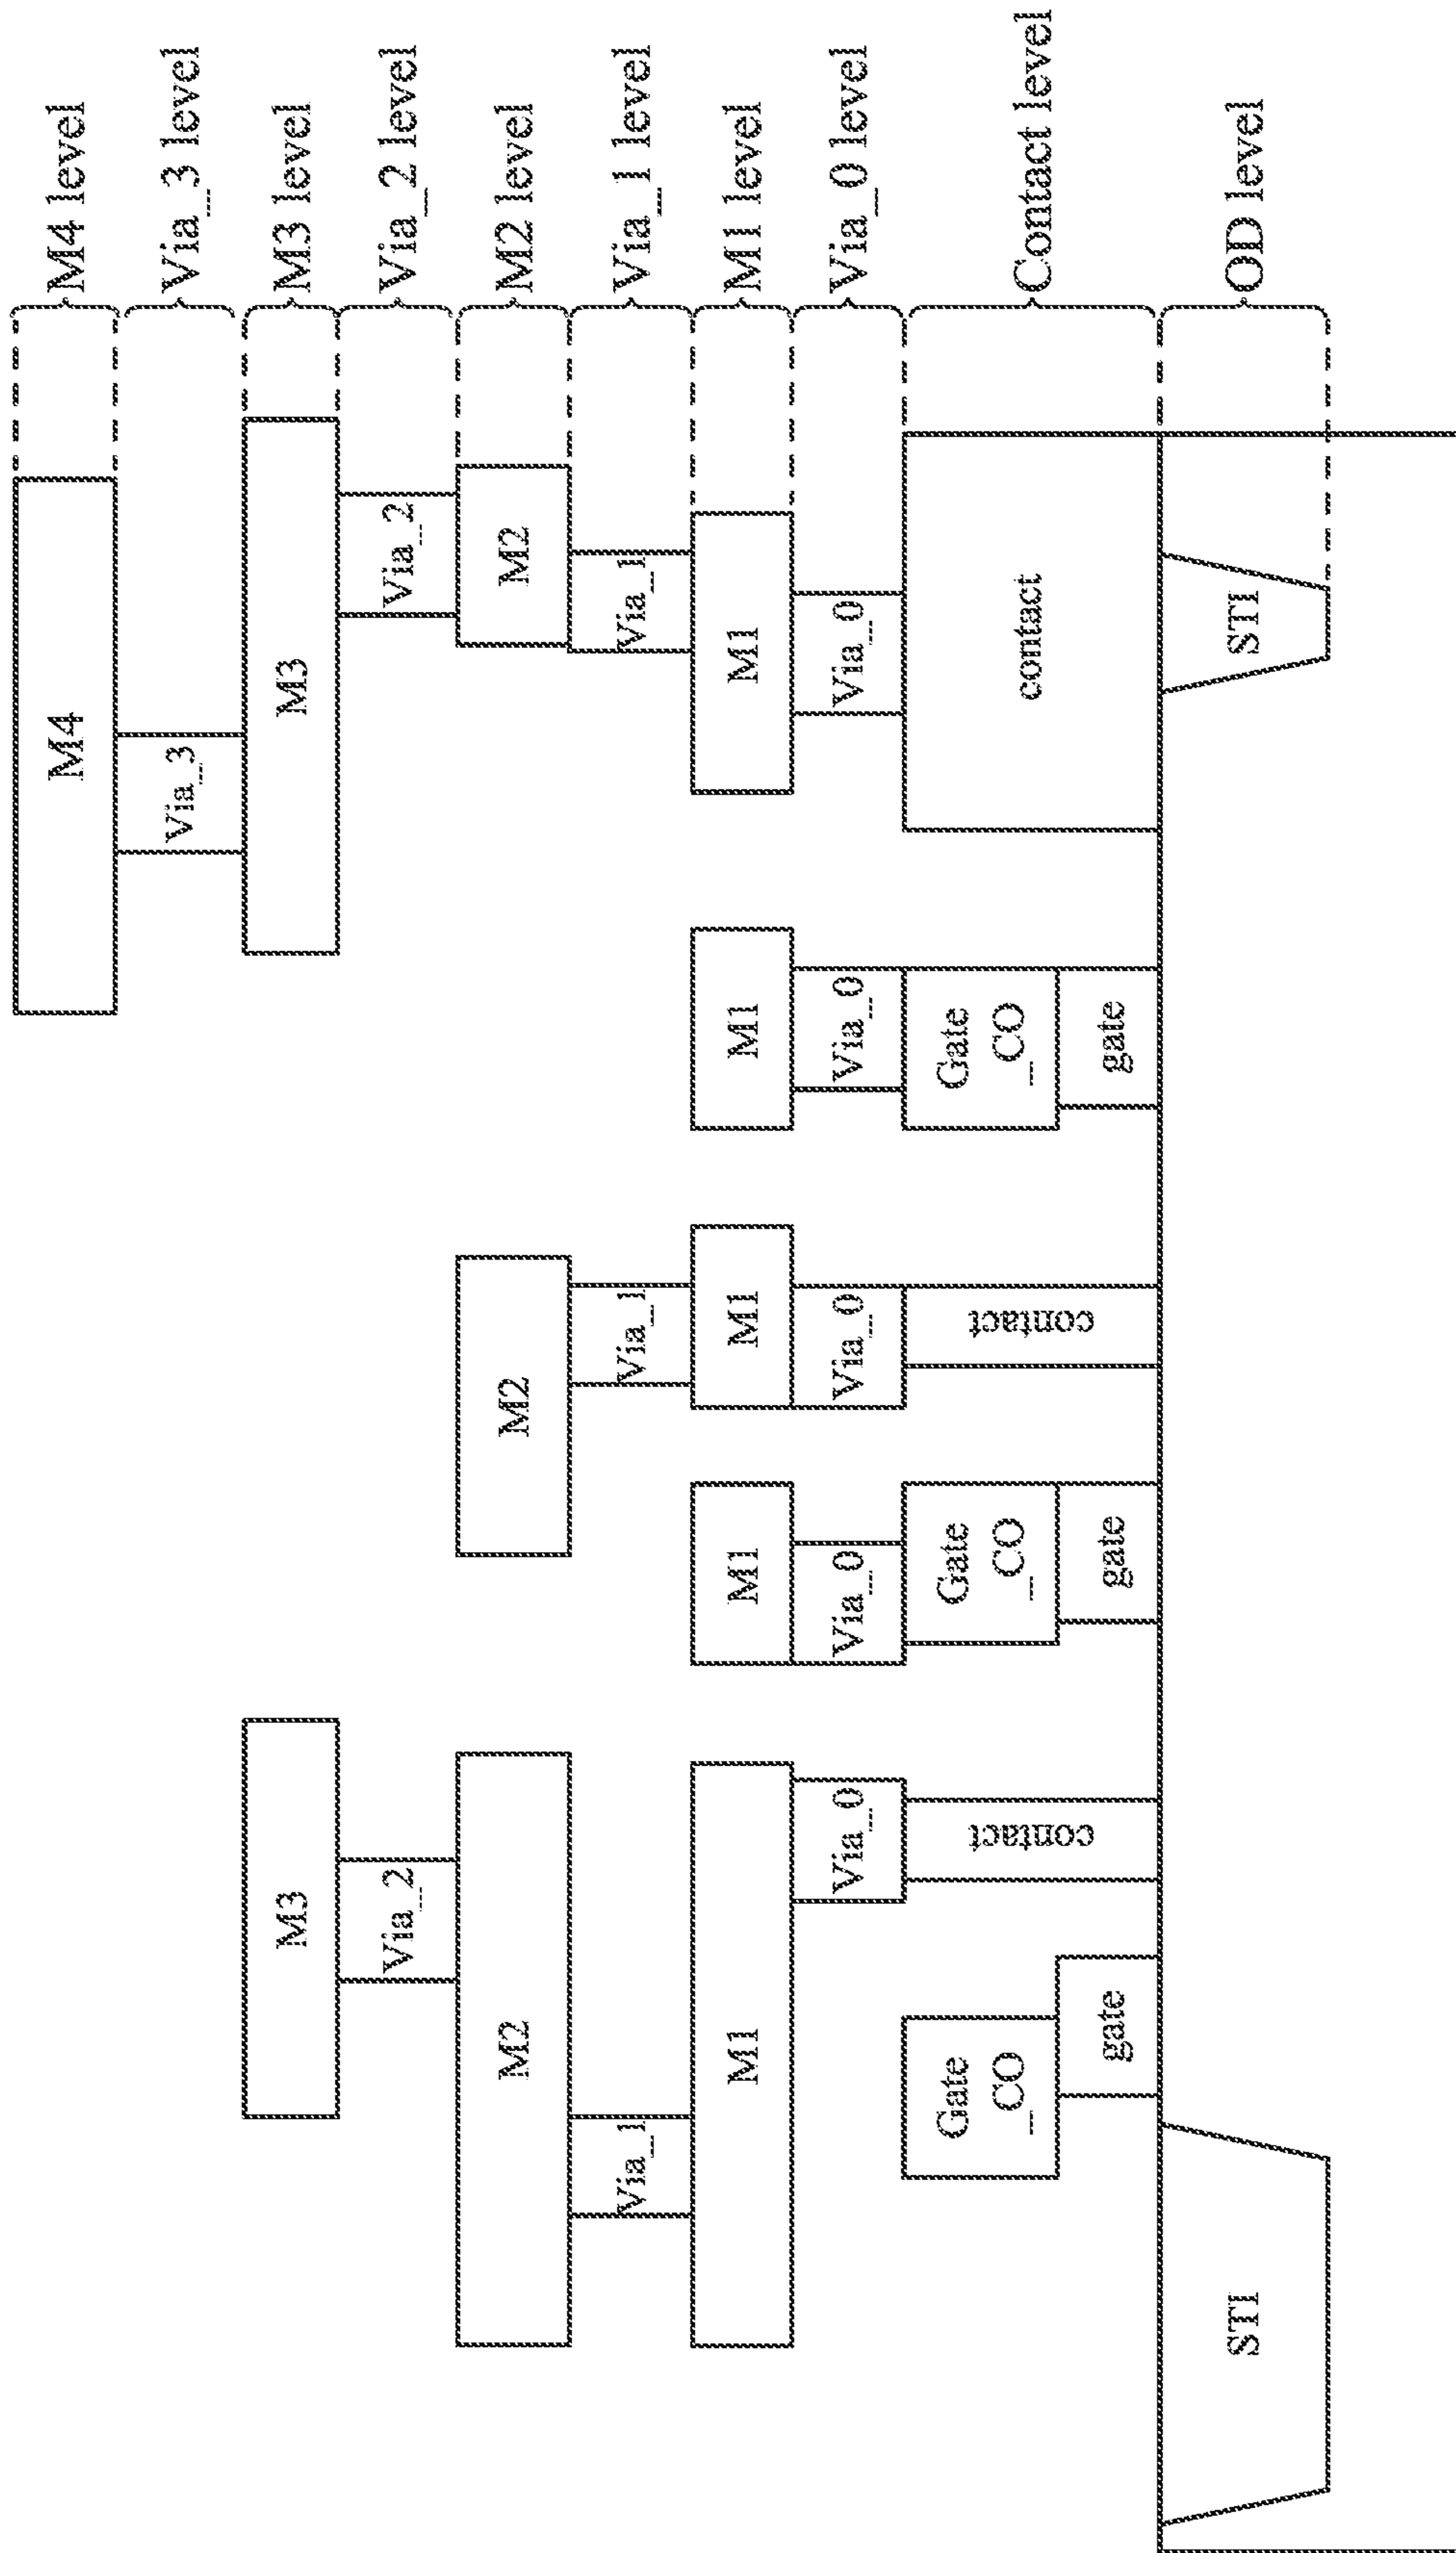 M4
M4 level
Via_3
Via_3 level
M3
M3
M3 level
Via_2
Via_2
Via_2 level
M2
M2
M2
M2 level
Via_1
Via_1
Via_1
Via_1 level
M1
M1
M1
M1
M1
M1 level
Via_0
Via_0
Via_0
Via_0
Via_0
Via_0 level
Gate
_CO
contact
Gate
_CO
contact
Gate
_CO
contact
Contact level
gate
gate
gate
STI
STI
OD level